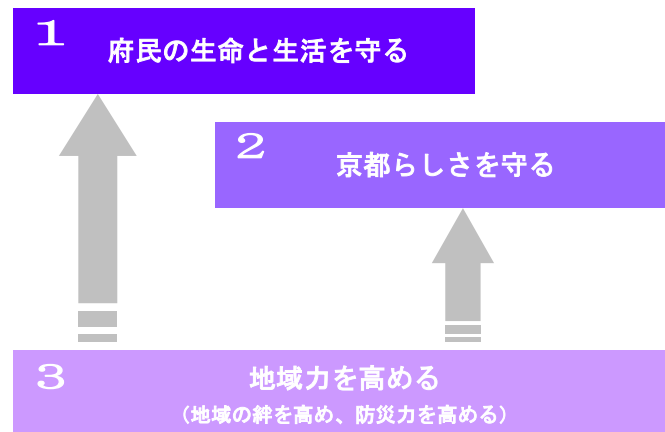 1
府民の生命と生活を守る
2
京都らしさを守る
3
地域力を高める
（地域の絆を高め、防災力を高める）